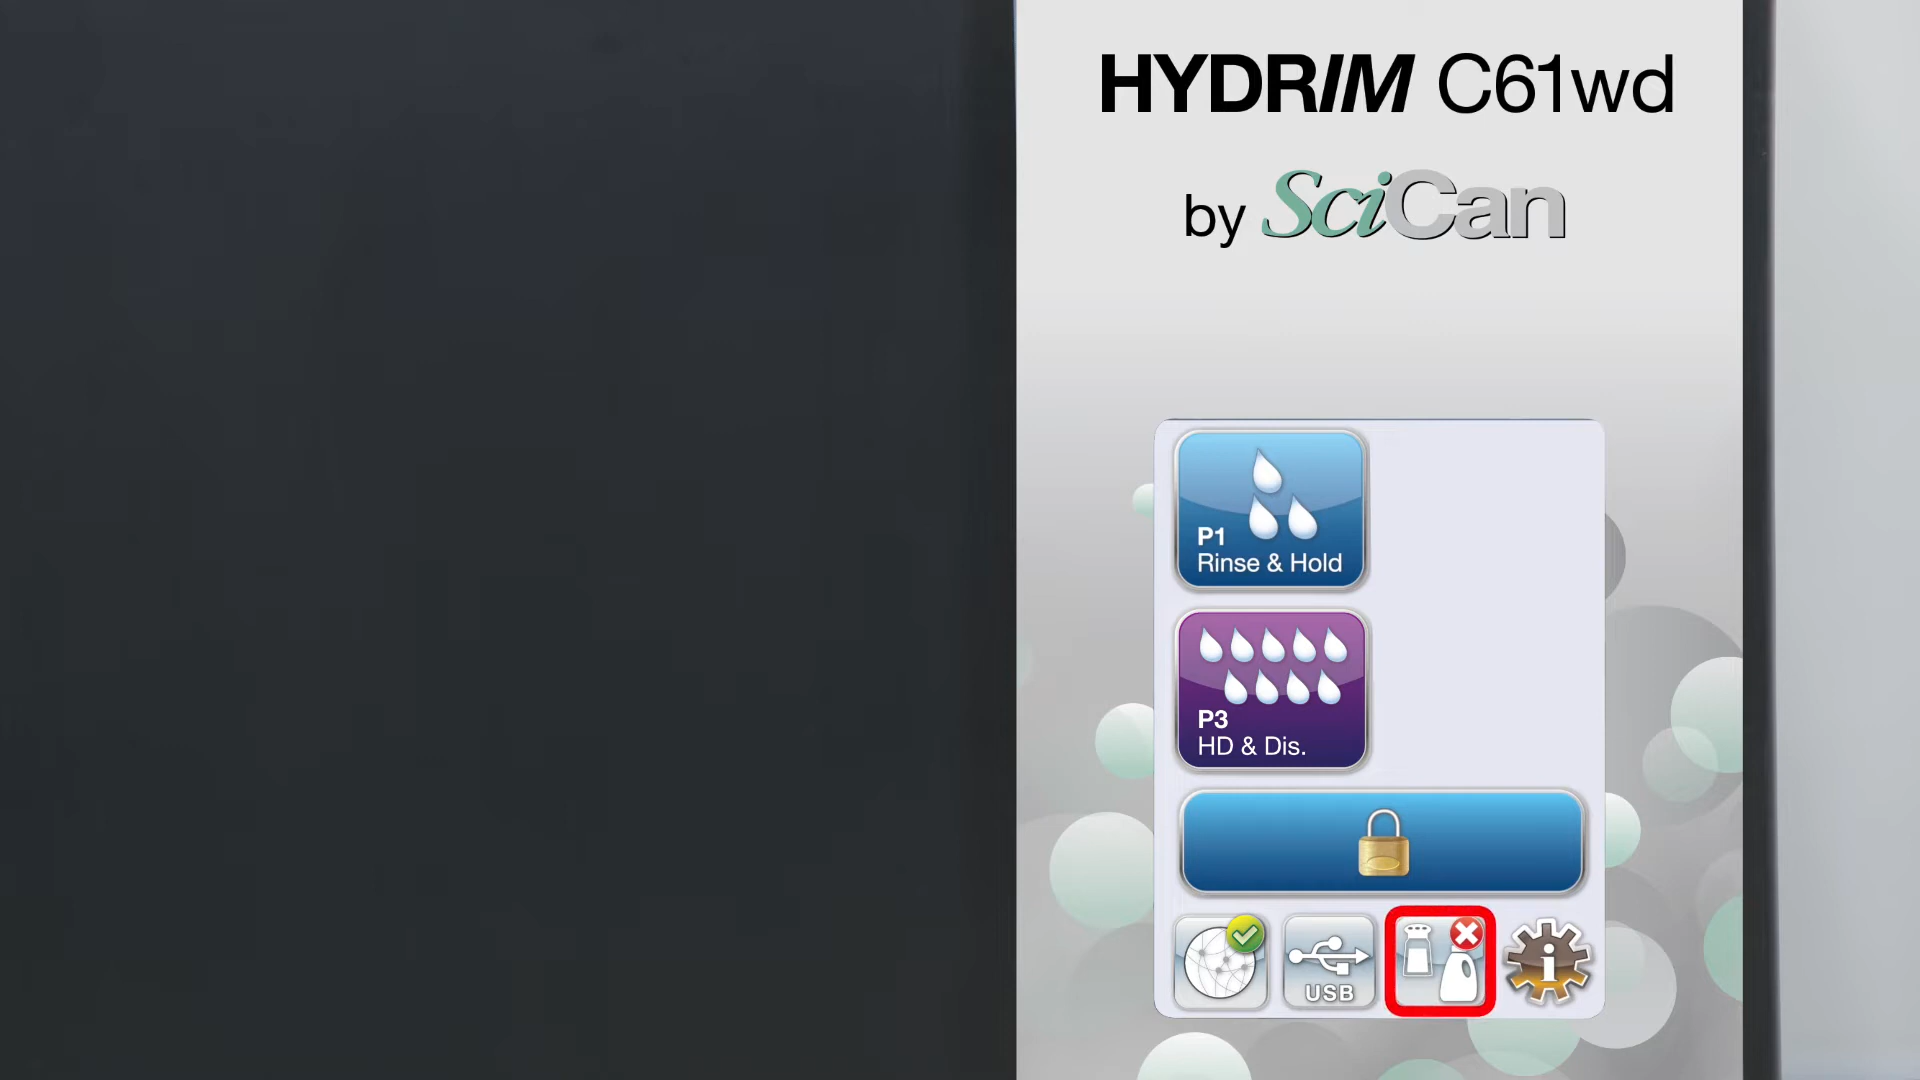 HYDRIM C61wd
by SciCan
P1
Rinse & Hold
P3
HD & Dis.
USB
i